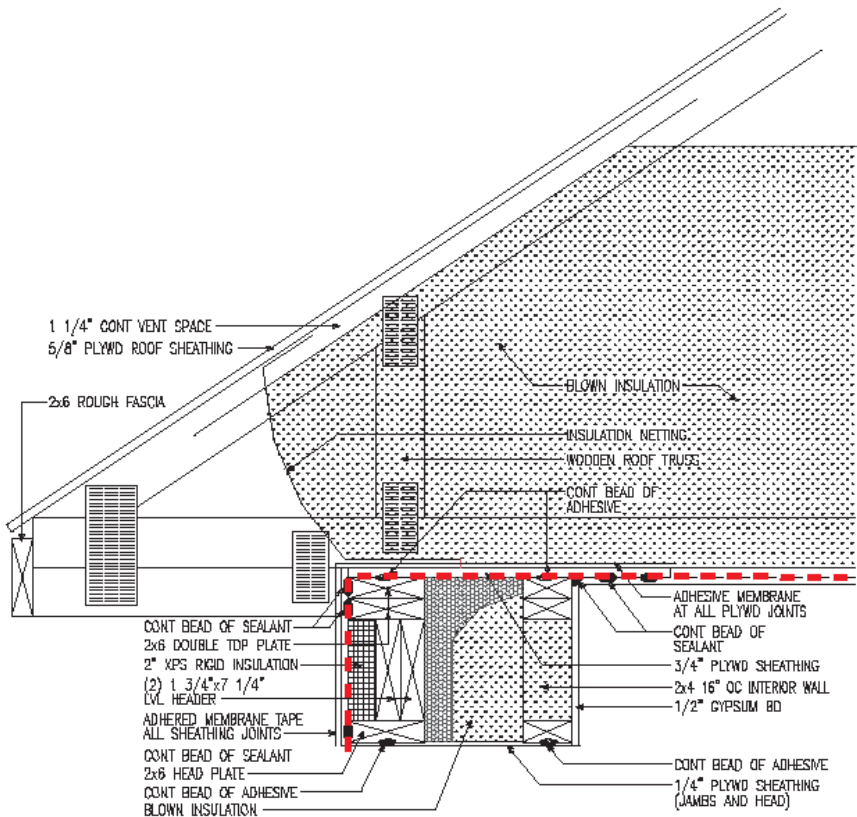 1 1/4" CONT VENT SPACE
5/8" PLYWD ROOF SHEATHING
2x6 ROUGH FASCIA
BLOWN INSULATION
INSULATION NETTING
WOODEN ROOF TRUSS
CONT BEAD OF
ADHESIVE
CONT BEAD OF SEALANT
2x6 DOUBLE TOP PLATE
2" XPS RIGID INSULATION
(2) 1 3/4"x7 1/4"
LVL HEADER
ADHERED MEMBRANE TAPE
ALL SHEATHING JOINTS
CONT BEAD OF SEALANT
2x6 HEAD PLATE
CONT BEAD OF ADHESIVE
BLOWN INSULATION
ADHESIVE MEMBRANE
AT ALL PLYWD JOINTS
CONT BEAD OF
SEALANT
3/4" PLYWD SHEATHING
2x4 16" OC INTERIOR WALL
1/2" GYPSUM BD
CONT BEAD OF ADHESIVE
1/4" PLYWD SHEATHING
(JAMBS AND HEAD)